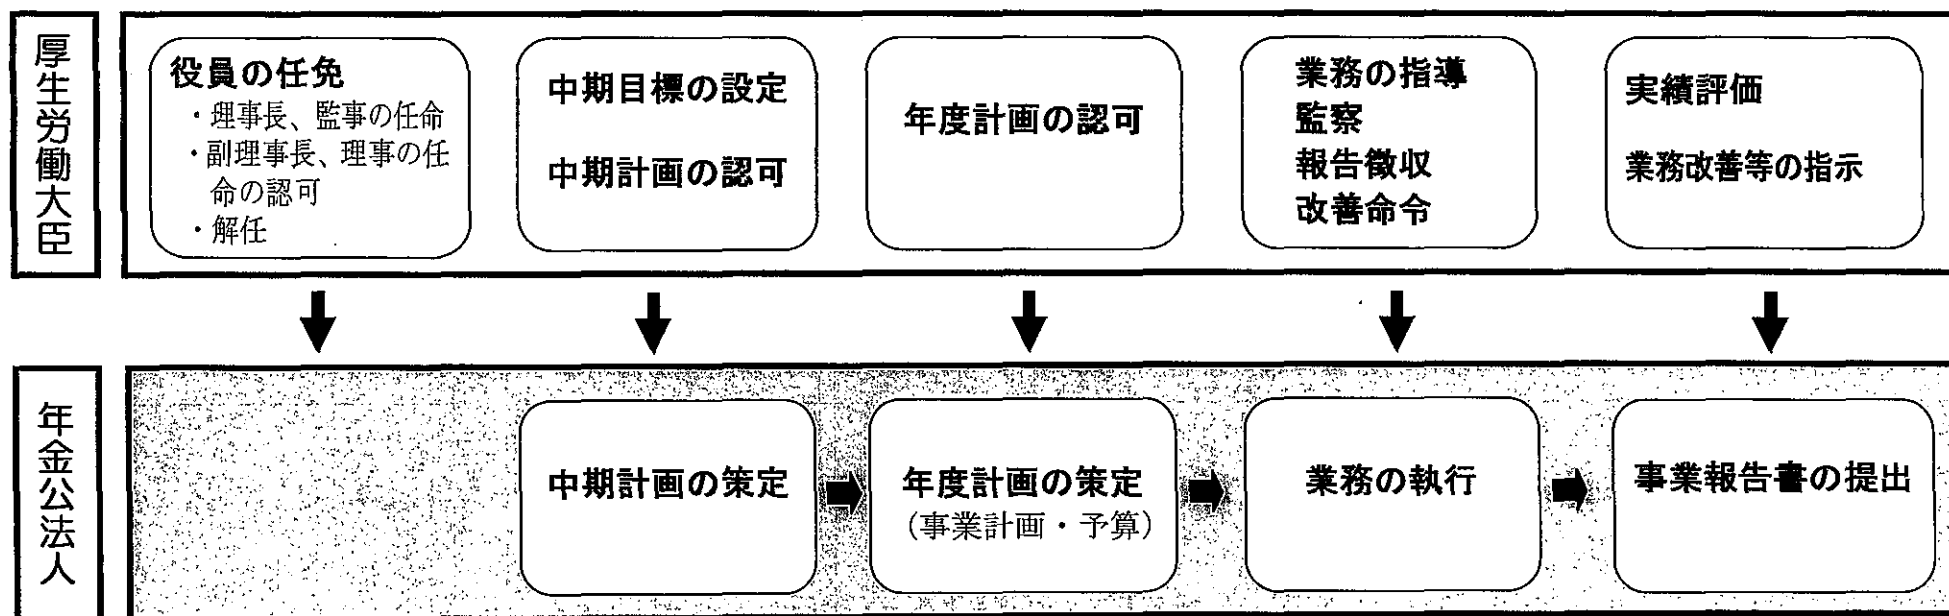 厚生労働大臣
役員の任免
・理事長、監事の任命
・副理事長、理事の任
命の認可
・解任
中期目標の設定
中期計画の認可
年度計画の認可
業務の指導
監察
報告徴収
改善命令
実績評価
業務改善等の指示
年金公法人
中期計画の策定
年度計画の策定
（事業計画・予算）
業務の執行
事業報告書の提出